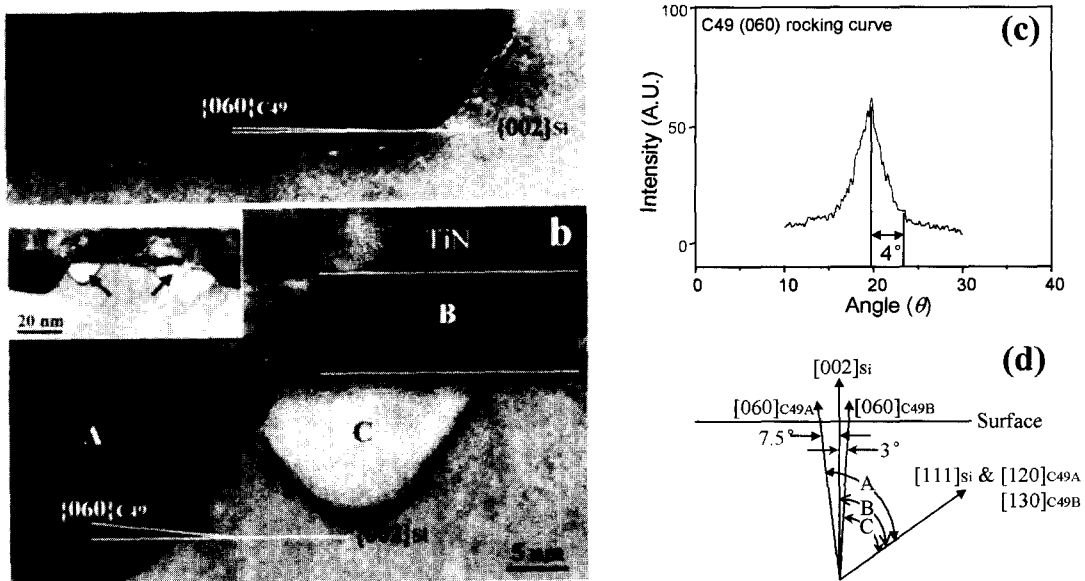 {060}C49
{002}Si
TiN
b
B
20 nm
A
C
{060}C49
{002}Si
5 nm
(c)
C49 (060) rocking curve
Intensity (A.U.)
100
50
0
4°
0 10 20 30 40
Angle (θ)
(d)
[002]Si
[060]C49A
[060]C49B
Surface
7.5°
3°
[111]Si & [120]C49A
[130]C49B
A
B
C